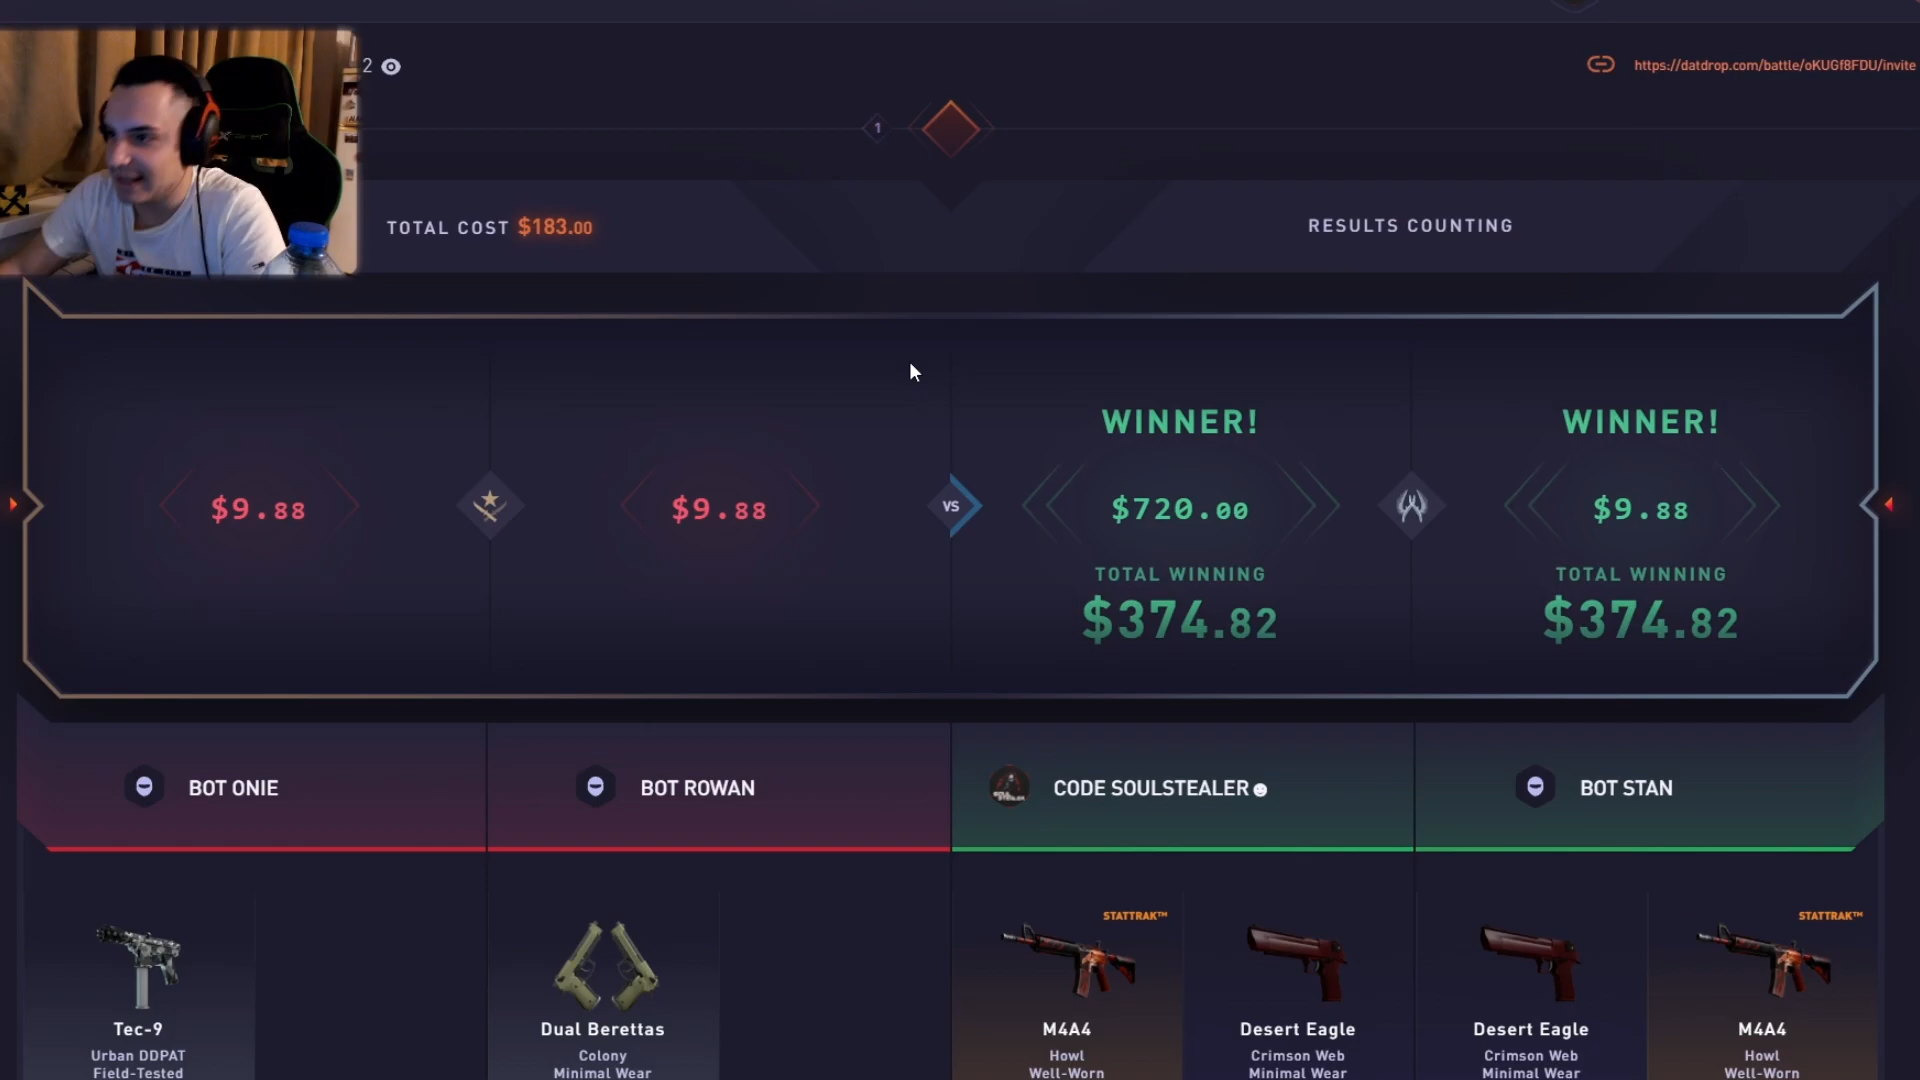 2
https://datdrop.com/battle/oKUGf8FDU/invite
1
TOTAL COST $183.00
RESULTS COUNTING
WINNER!
WINNER!
$9.88
$9.88
VS
$720.00
$9.88
TOTAL WINNING
TOTAL WINNING
$374.82
$374.82
BOT ONIE
BOT ROWAN
CODE SOULSTEALER
BOT STAN
STATTRAK™
STATTRAK™
Tec-9
Dual Berettas
M4A4
Desert Eagle
Desert Eagle
M4A4
Urban DDPAT
Colony
Howl
Crimson Web
Crimson Web
Howl
Field-Tested
Minimal Wear
Well-Worn
Minimal Wear
Minimal Wear
Well-Worn